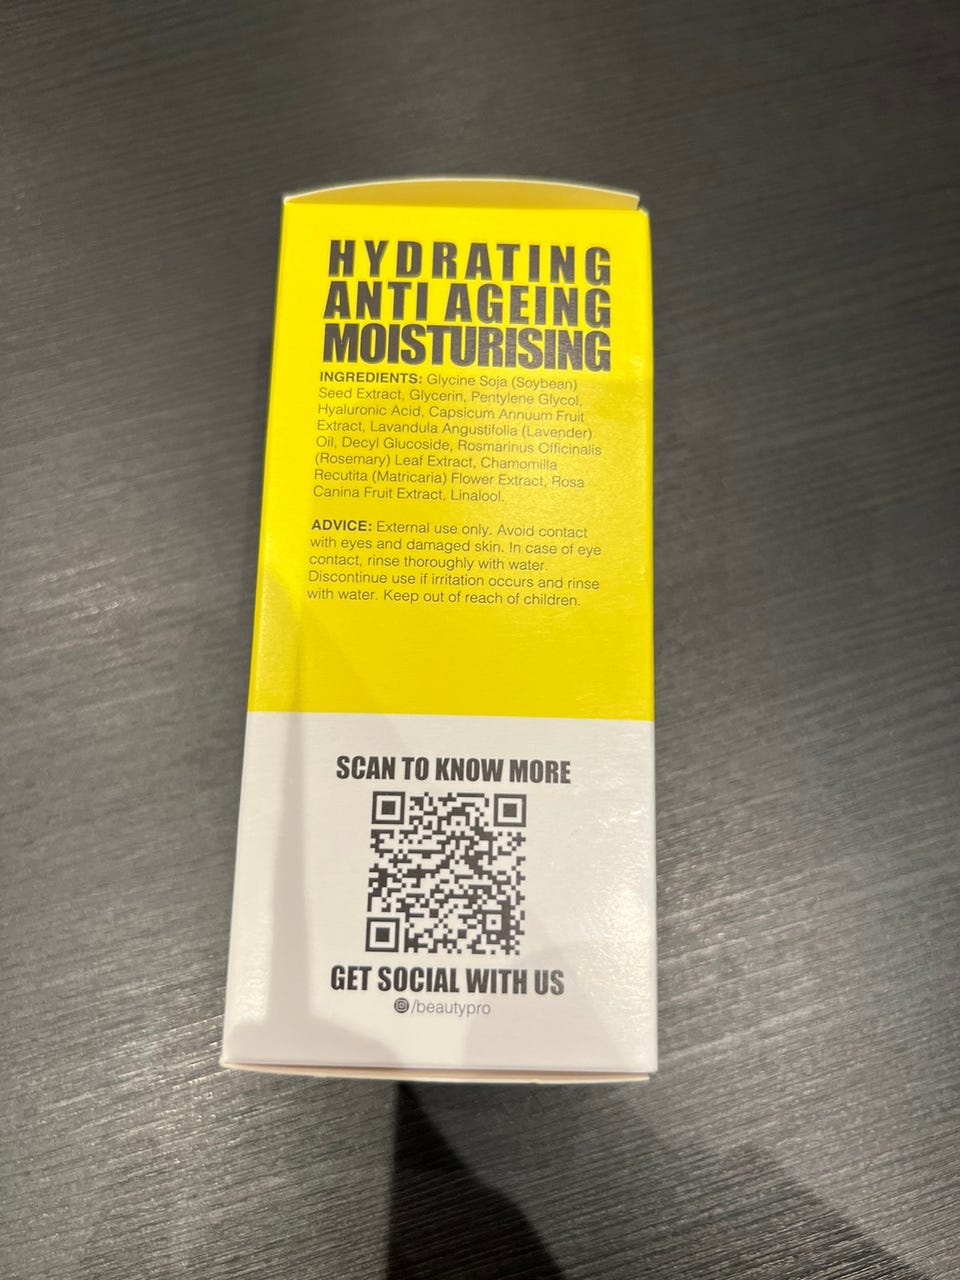 HYDRATING
ANTI AGEING
MOISTURISING
INGREDIENTS: Glycine Soja (Soybean)
Seed Extract, Glycerin, Pentylene Glycol,
Hyaluronic Acid, Capsicum Annuum Fruit
Extract, Lavandula Angustifolia (Lavender)
Oil, Decyl Glucoside, Rosmarinus Officinalis
(Rosemary) Leaf Extract, Chamomilla
Recutita (Matricaria) Flower Extract, Rosa
Canina Fruit Extract, Linalool.
ADVICE: External use only. Avoid contact
with eyes and damaged skin. In case of eye
contact, rinse thoroughly with water.
Discontinue use if irritation occurs and rinse
with water. Keep out of reach of children.
SCAN TO KNOW MORE
GET SOCIAL WITH US
/beautypro